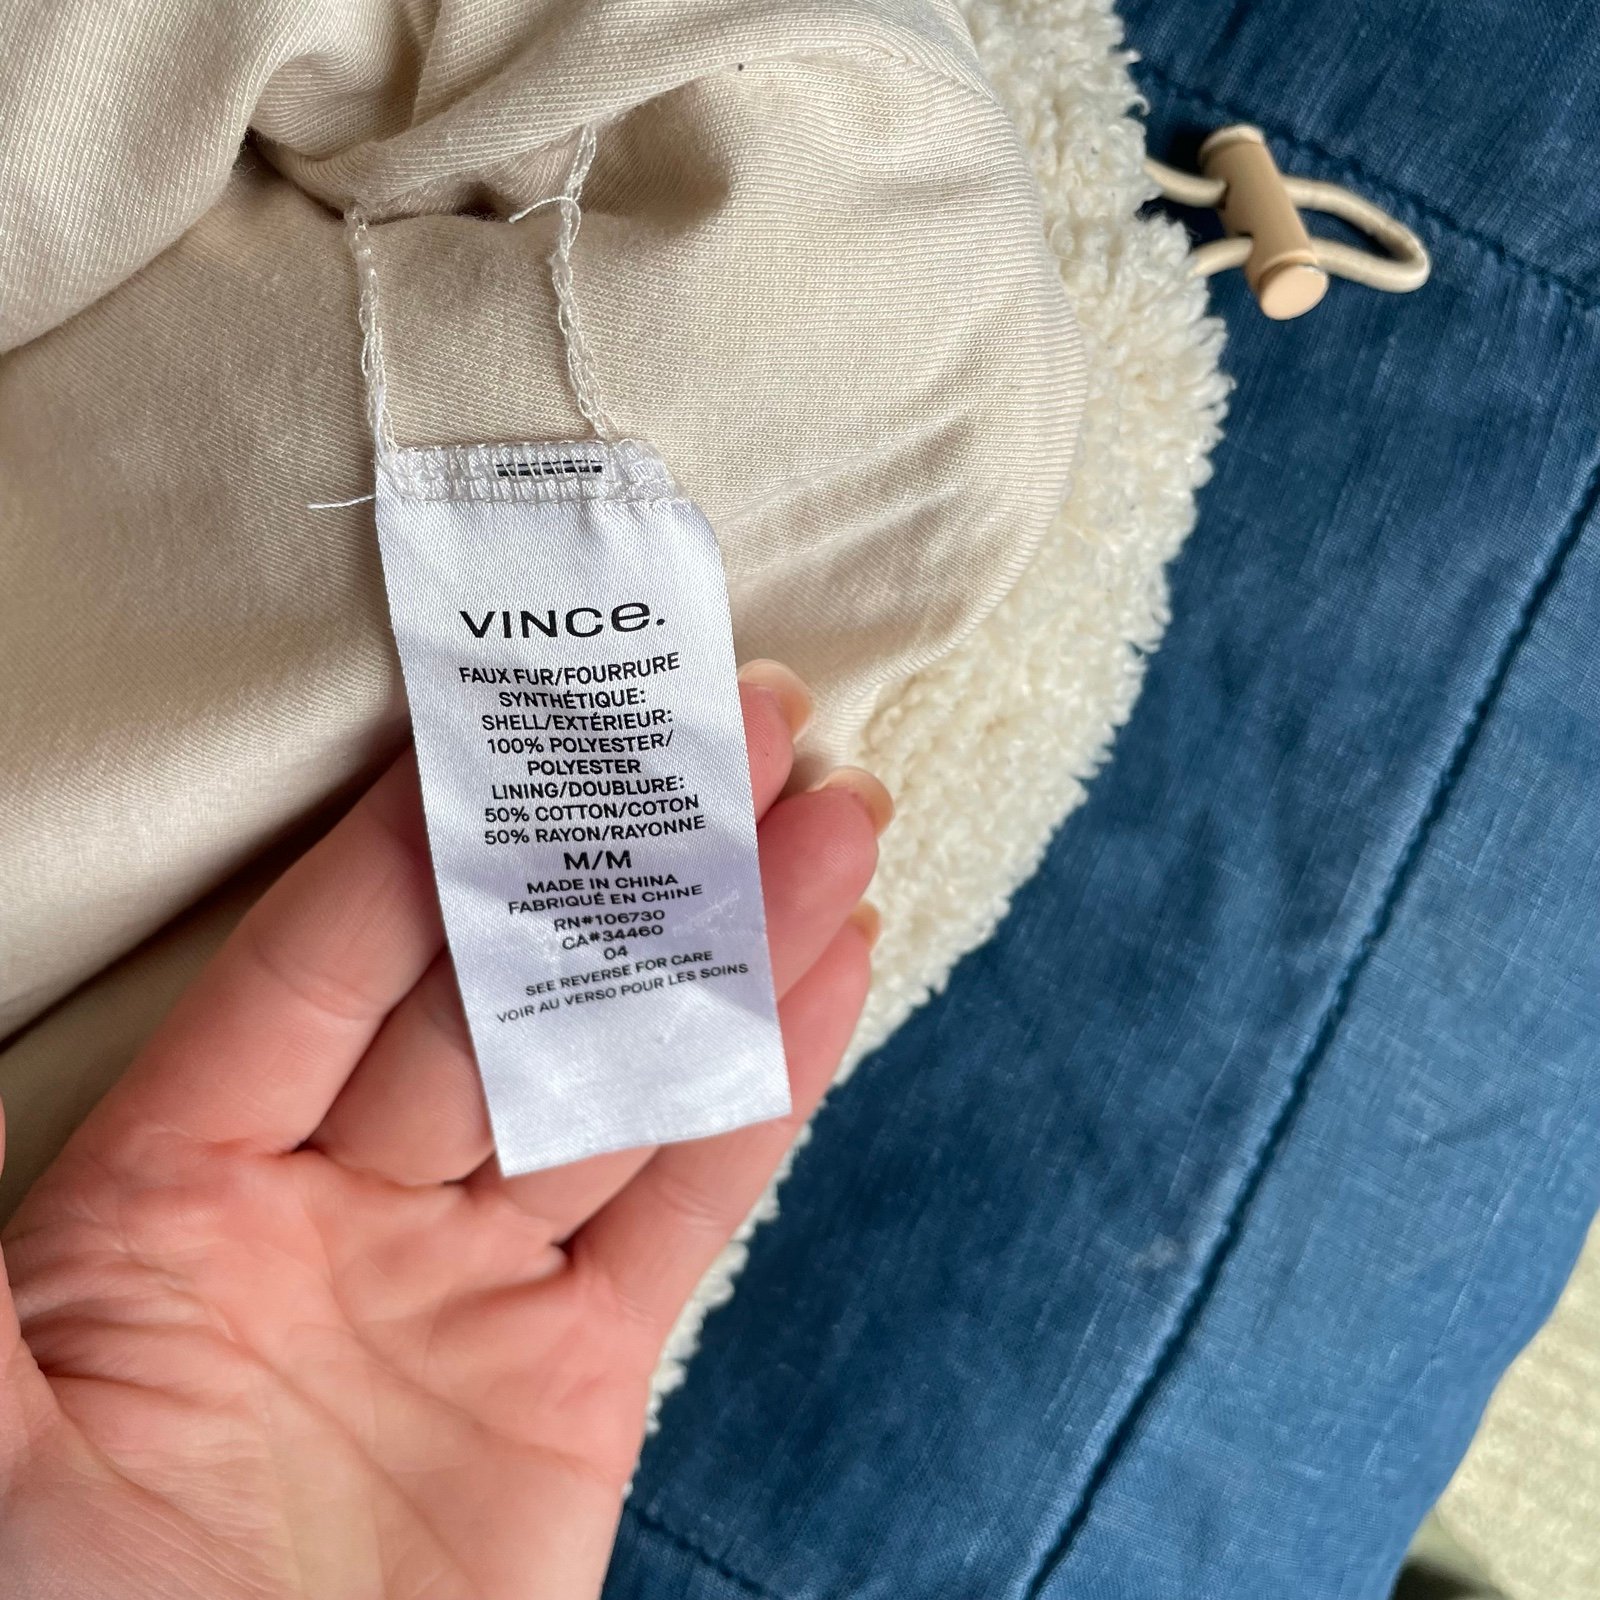 VINCE.
FAUX FUR/FOURRURE
SYNTHÉTIQUE:
SHELL/EXTÉRIEUR:
100% POLYESTER/
POLYESTER
LINING/DOUBLURE:
50% COTTON/COTON
50% RAYON/RAYONNE
M/M
MADE IN CHINA
FABRIQUÉ EN CHINE
RN#106730
CA#34460
04
SEE REVERSE FOR CARE
VOIR AU VERSO POUR LES SOINS